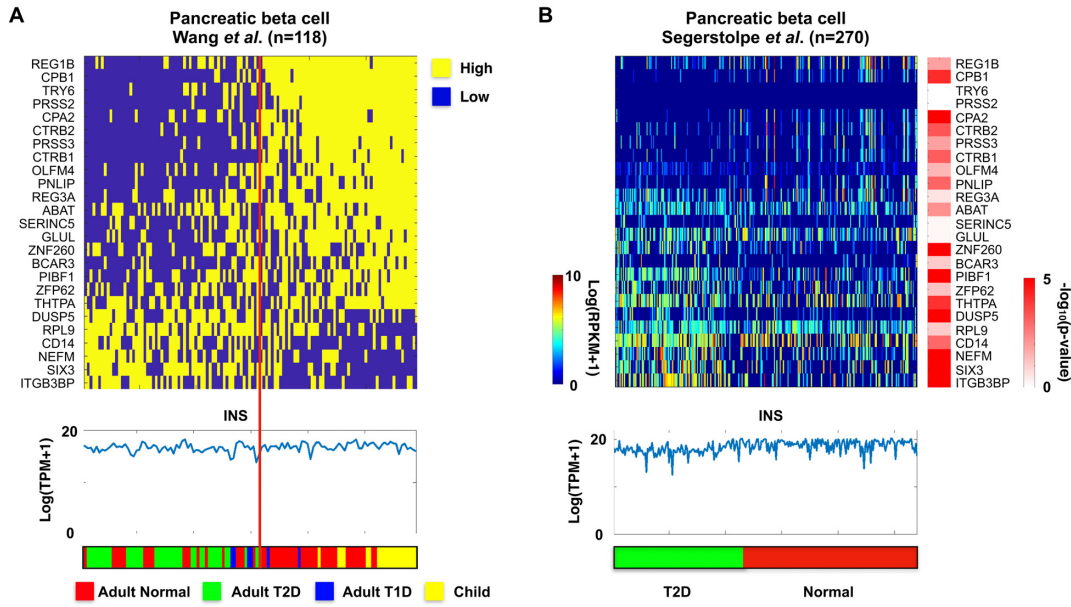 A
Pancreatic beta cell
Wang et al. (n=118)
REG1B
CPB1
TRY6
PRSS2
CPA2
CTRB2
PRSS3
CTRB1
OLFM4
PNLIP
REG3A
ABAT
SERINC5
GLUL
ZNF260
BCAR3
PIBF1
ZFP62
THTPA
DUSP5
RPL9
CD14
NEFM
SIX3
ITGB3BP
High
Low
INS
20
Log(TPM+1)
0
Adult Normal
Adult T2D
Adult T1D
Child
B
Pancreatic beta cell
Segerstolpe et al. (n=270)
10
Log(RPKM+1)
0
REG1B
CPB1
TRY6
PRSS2
CPA2
CTRB2
PRSS3
CTRB1
OLFM4
PNLIP
REG3A
ABAT
SERINC5
GLUL
ZNF260
BCAR3
PIBF1
ZFP62
THTPA
DUSP5
RPL9
CD14
NEFM
SIX3
ITGB3BP
5
-log₁₀(p-value)
0
INS
20
Log(TPM+1)
0
T2D
Normal